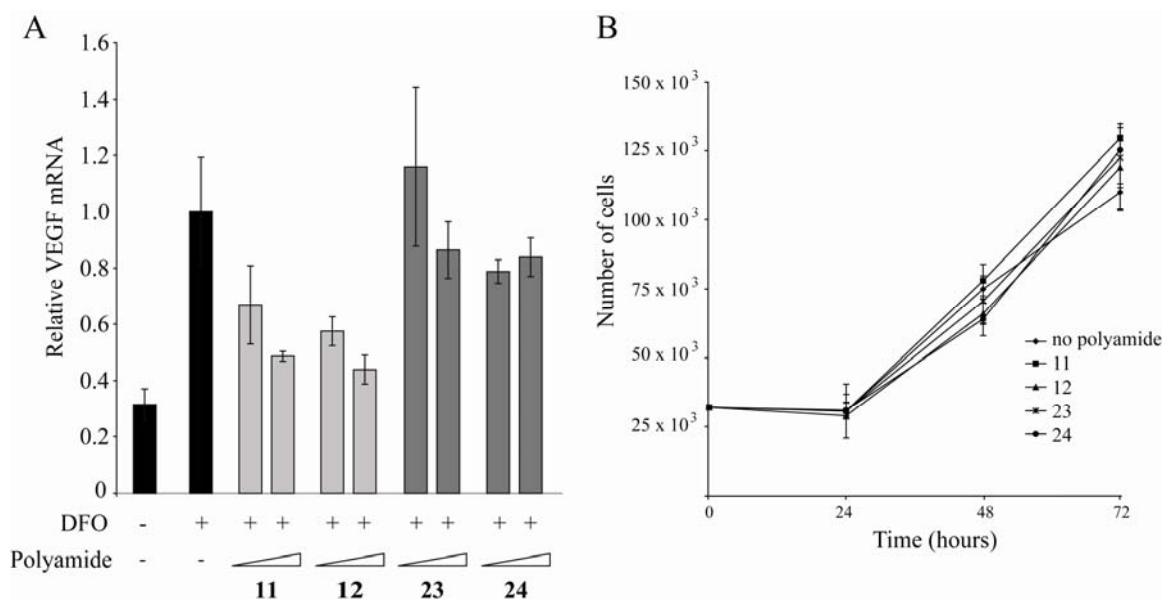 A
1.6
1.4
1.2
1.0
0.8
0.6
0.4
0.2
0
Relative VEGF mRNA
DFO - + + + + + + + + +
Polyamide - -
11 12 23 24
B
150 x 10³
125 x 10³
100 x 10³
75 x 10³
50 x 10³
25 x 10³
Number of cells
no polyamide
11
12
23
24
0 24 48 72
Time (hours)